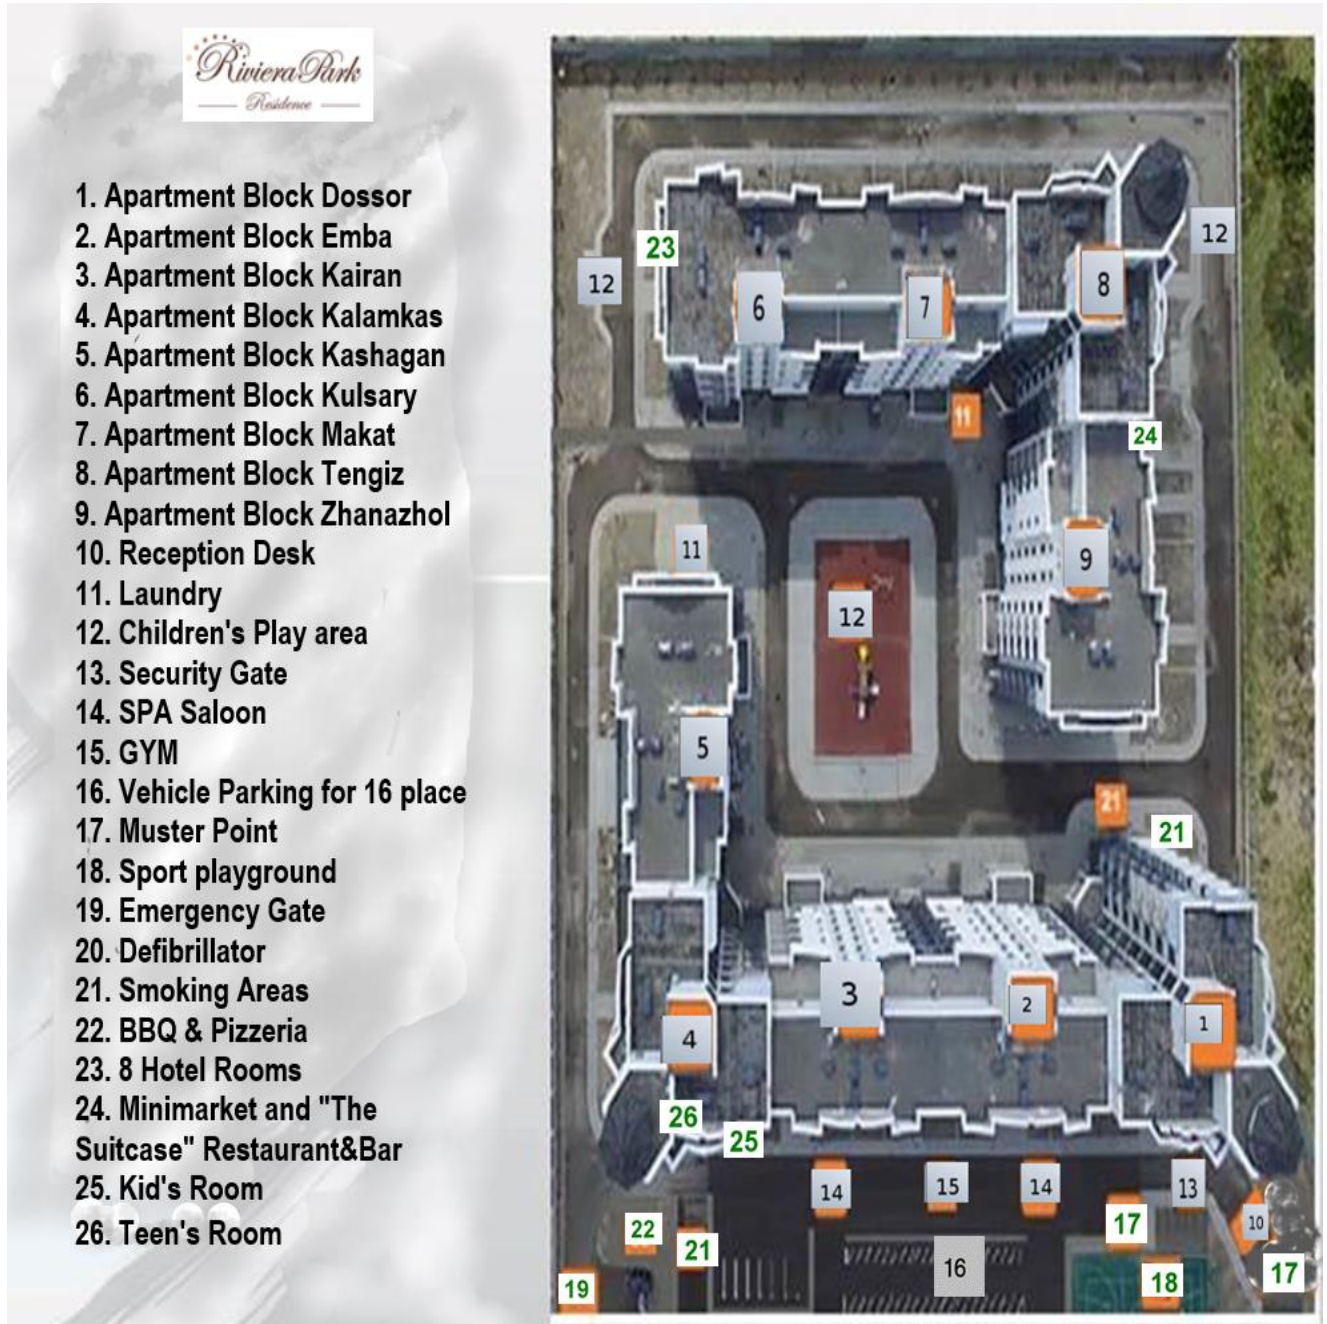 RivieraPark
Residence
1. Apartment Block Dossor
2. Apartment Block Emba
3. Apartment Block Kairan
4. Apartment Block Kalamkas
5. Apartment Block Kashagan
6. Apartment Block Kulsary
7. Apartment Block Makat
8. Apartment Block Tengiz
9. Apartment Block Zhanazhol
10. Reception Desk
11. Laundry
12. Children's Play area
13. Security Gate
14. SPA Saloon
15. GYM
16. Vehicle Parking for 16 place
17. Muster Point
18. Sport playground
19. Emergency Gate
20. Defibrillator
21. Smoking Areas
22. BBQ & Pizzeria
23. 8 Hotel Rooms
24. Minimarket and "The
Suitcase" Restaurant&Bar
25. Kid's Room
26. Teen's Room
23
12
12
6
7
8
11
24
11
9
12
5
21
21
3
2
1
4
26
25
14
15
14
13
22
21
17
10
16
19
18
17